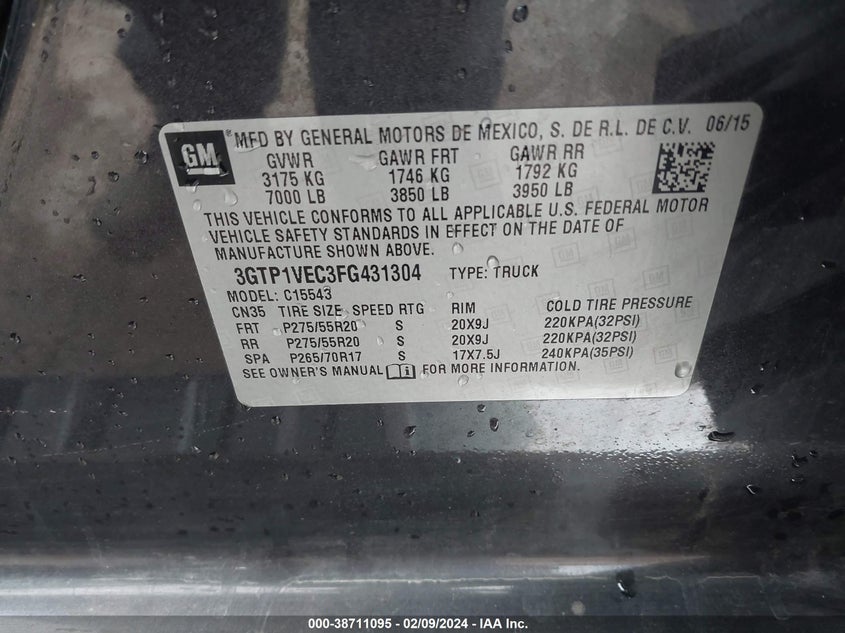 GM ® MFD BY GENERAL MOTORS DE MEXICO, S. DE R.L. DE C.V. 06/15
GVWR GAWR FRT GAWR RR
3175 KG 1746 KG 1792 KG
7000 LB 3850 LB 3950 LB
THIS VEHICLE CONFORMS TO ALL APPLICABLE U.S. FEDERAL MOTOR
VEHICLE SAFETY STANDARDS IN EFFECT ON THE DATE OF
MANUFACTURE SHOWN ABOVE.
3GTP1VEC3FG431304 TYPE: TRUCK
MODEL: C15543
CN35 TIRE SIZE SPEED RTG RIM COLD TIRE PRESSURE
FRT P275/55R20 S 20X9J 220KPA(32PSI)
RR P275/55R20 S 20X9J 220KPA(32PSI)
SPA P265/70R17 S 17X7.5J 240KPA(35PSI)
SEE OWNER'S MANUAL FOR MORE INFORMATION.
000-38711095 - 02/09/2024 - IAA Inc.